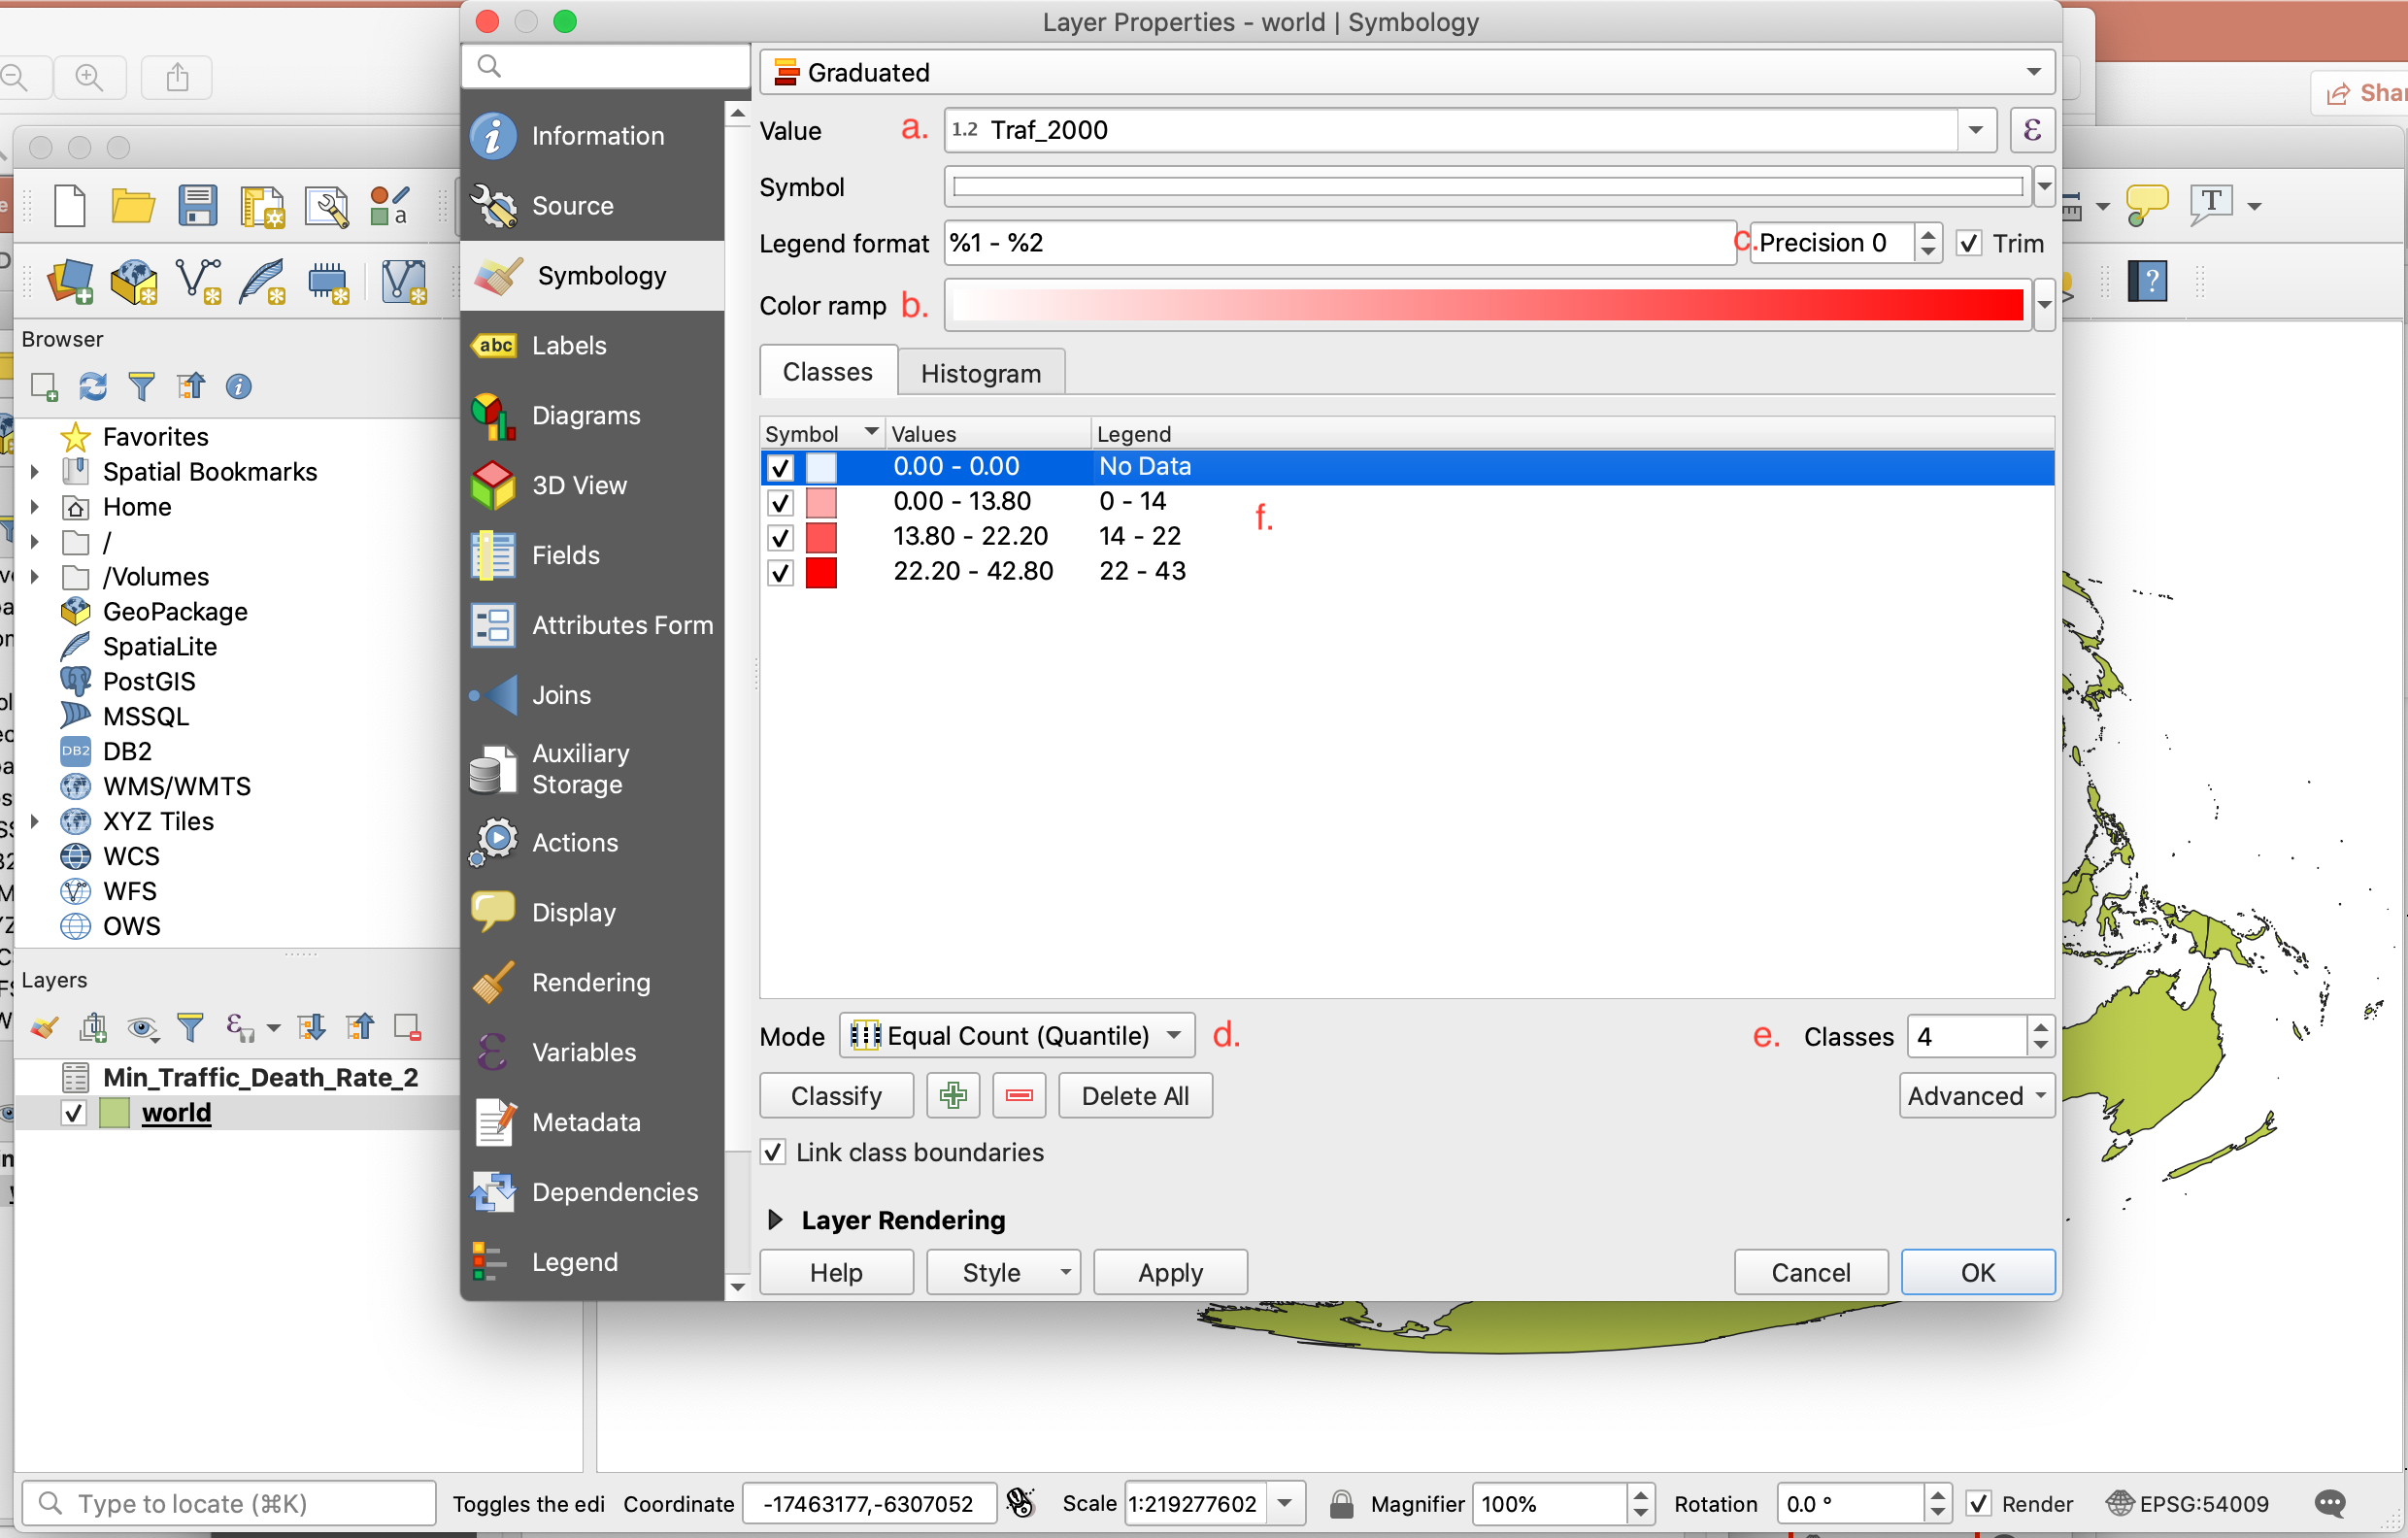 Layer Properties - world | Symbology
Graduated
Information
Value a. 1.2 Traf_2000 ε
Source
Symbol
Symbology
Legend format %1 - %2 c. Precision 0 Trim
Color ramp b.
Labels
Classes Histogram
Diagrams
Symbol Values Legend
0.00 - 0.00 No Data
3D View
0.00 - 13.80 0 - 14
f.
Fields
13.80 - 22.20 14 - 22
22.20 - 42.80 22 - 43
Attributes Form
Joins
Auxiliary
Storage
Actions
Display
Rendering
Variables
Metadata
Dependencies
Legend
Mode Equal Count (Quantile) d. e. Classes 4
Classify Delete All Advanced
Link class boundaries
Layer Rendering
Help Style Apply Cancel OK
Browser
Favorites
Spatial Bookmarks
Home
/
/Volumes
GeoPackage
SpatiaLite
PostGIS
MSSQL
DB2 DB2
WMS/WMTS
XYZ Tiles
WCS
WFS
OWS
Layers
Min_Traffic_Death_Rate_2
world
abc
a
T
?
Type to locate (⌘K) Toggles the edi Coordinate -17463177,-6307052 Scale 1:219277602 Magnifier 100% Rotation 0.0 ° Render EPSG:54009